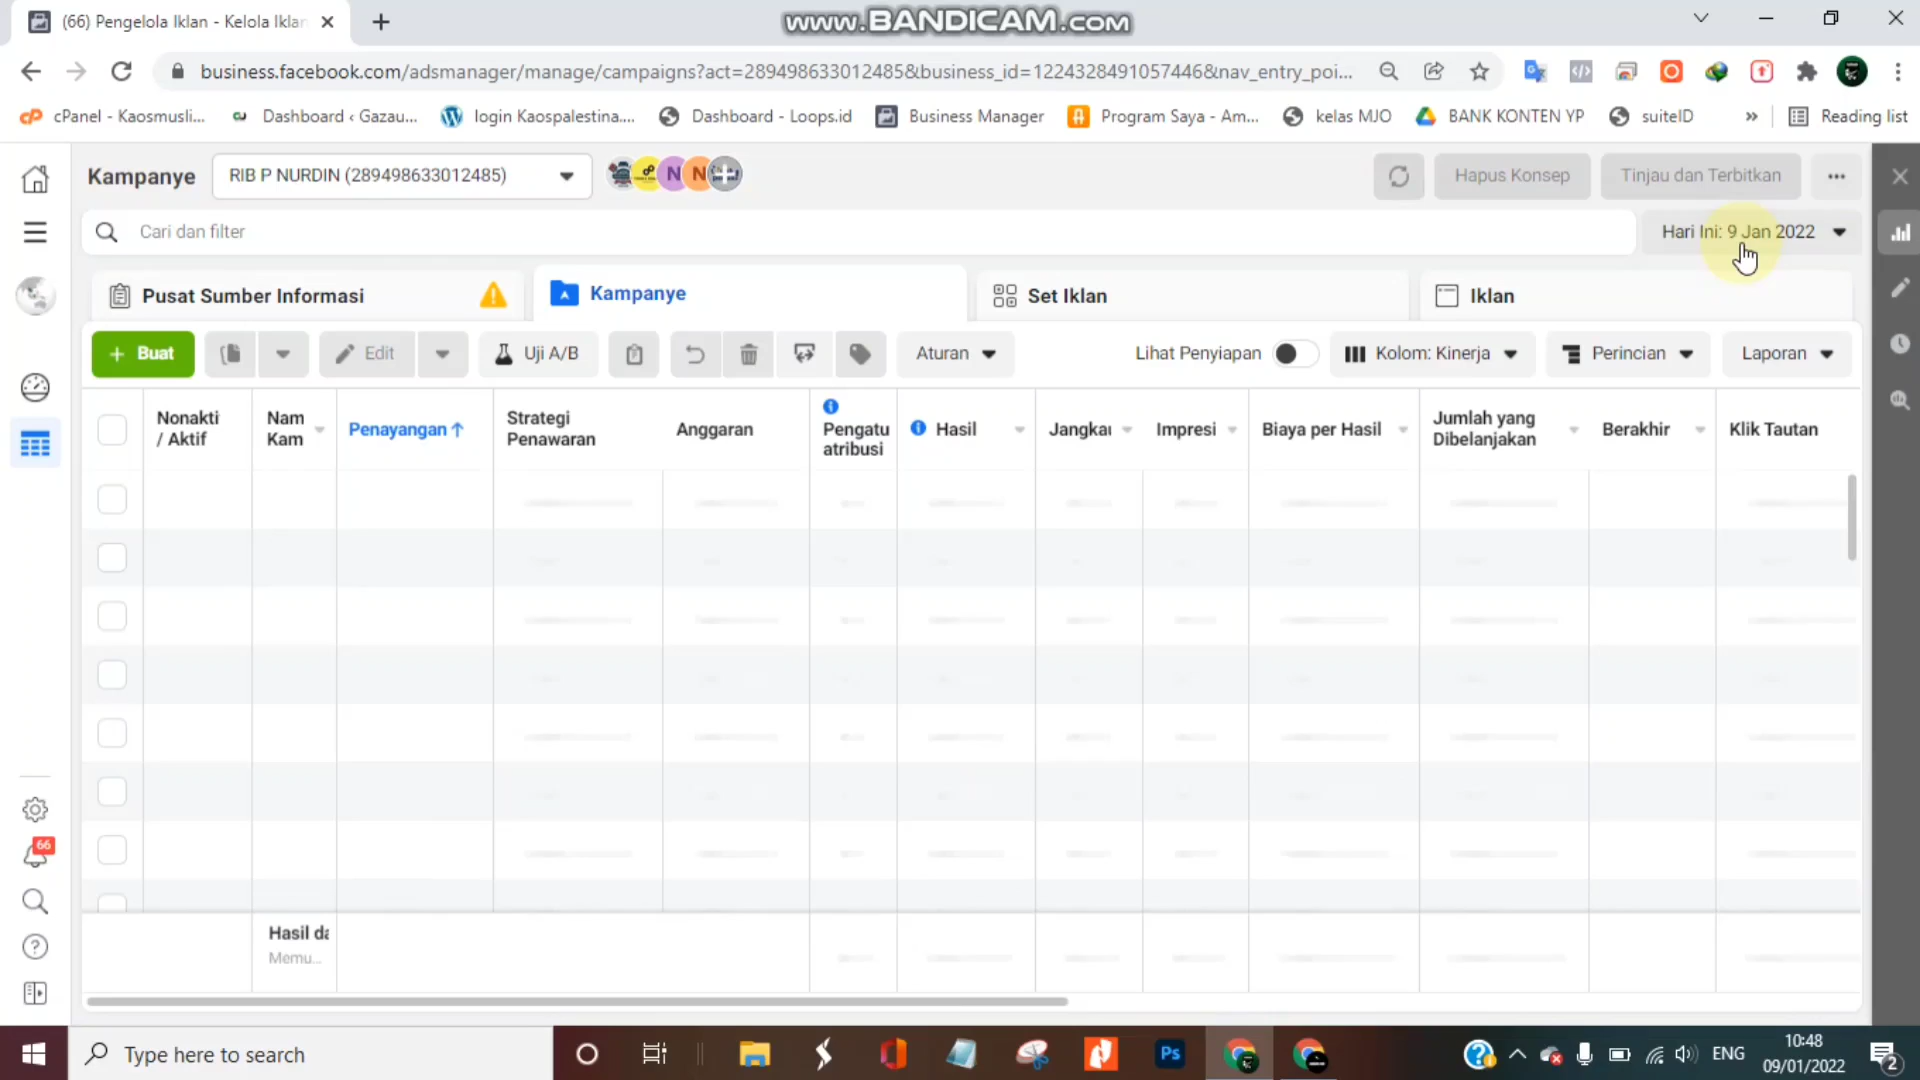 (66) Pengelola Iklan - Kelola Iklan
www.BANDICAM.com
business.facebook.com/adsmanager/manage/campaigns?act=289498633012485&business_id=1224328491057446&nav_entry_poi...
cPanel - Kaosmusli...
Dashboard ‹ Gazau...
login Kaospalestina....
Dashboard - Loops.id
Business Manager
Program Saya - Am...
kelas MJO
BANK KONTEN YP
suiteID
»
Reading list
Kampanye
RIB P NURDIN (289498633012485)
N
N
Hapus Konsep
Tinjau dan Terbitkan
Cari dan filter
Hari Ini: 9 Jan 2022
Pusat Sumber Informasi
Kampanye
Set Iklan
Iklan
+ Buat
Edit
Uji A/B
Aturan
Lihat Penyiapan
Kolom: Kinerja
Perincian
Laporan
Nonakti
/ Aktif
Nam
Kam
Penayangan↑
Strategi
Penawaran
Anggaran
Pengatu
atribusi
Hasil
Jangkau
Impresi
Biaya per Hasil
Jumlah yang
Dibelanjakan
Berakhir
Klik Tautan
Hasil da
Memu...
66
Type here to search
Ps
ENG
10:48
09/01/2022
2